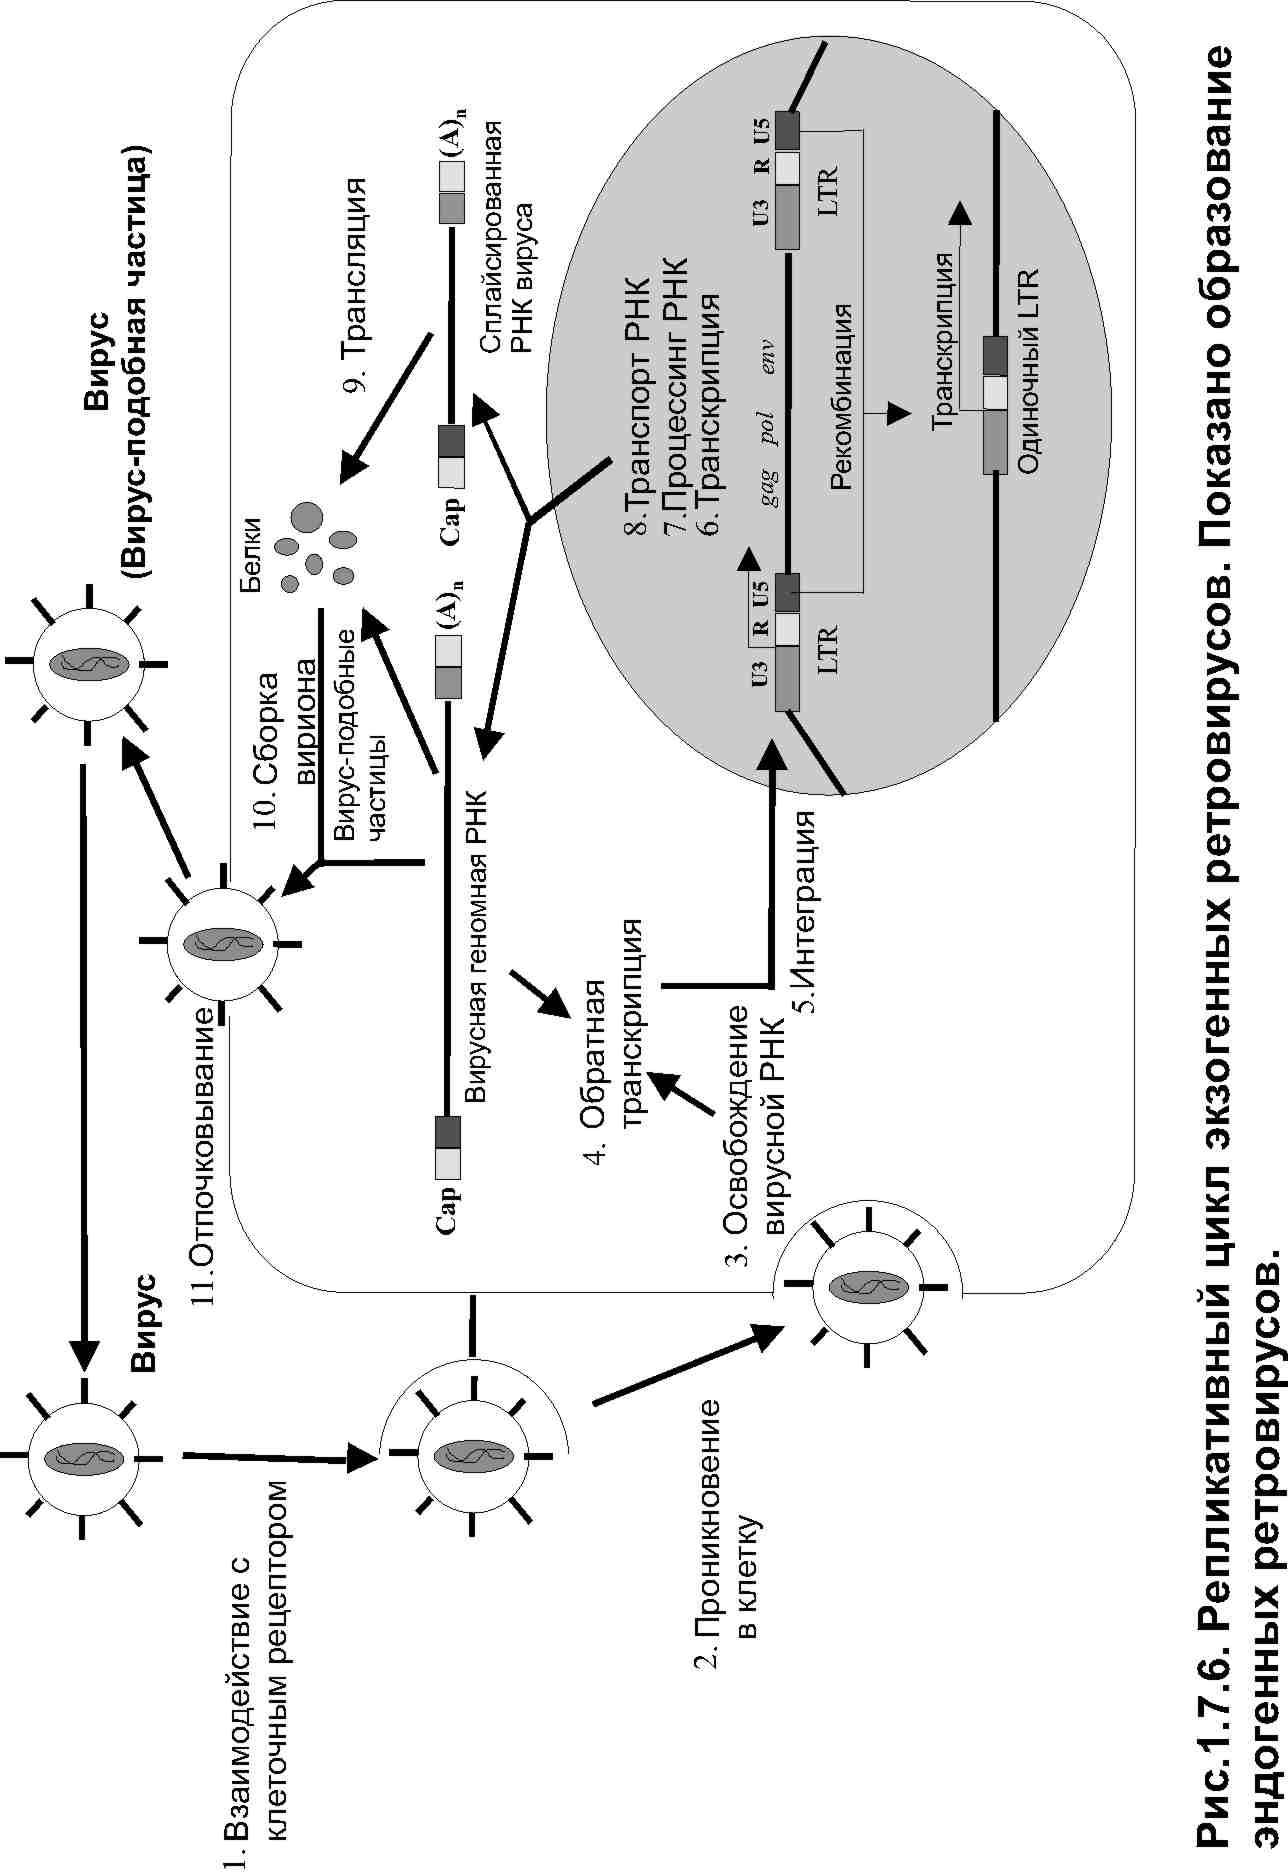 Вирус
(Вирус-подобная частица)
Вирус
1. Взаимодействие с
клеточным рецептором
11.Отпочковывание
10. Сборка
вириона
Вирус-подобные
частицы
Белки
9. Трансляция
Cap
(A)n
Вирусная геномная РНК
Cap
(A)n
Сплайсированная
РНК вируса
2. Проникновение
в клетку
3. Освобождение
вирусной РНК
4. Обратная
транскрипция
5.Интеграция
8.Транспорт РНК
7.Процессинг РНК
6.Транскрипция
U3 R U5
LTR
gag pol env
U3 R U5
LTR
Рекомбинация
Транскрипция
Одиночный LTR
Рис.1.7.6. Репликативный цикл экзогенных ретровирусов. Показано образование
эндогенных ретровирусов.